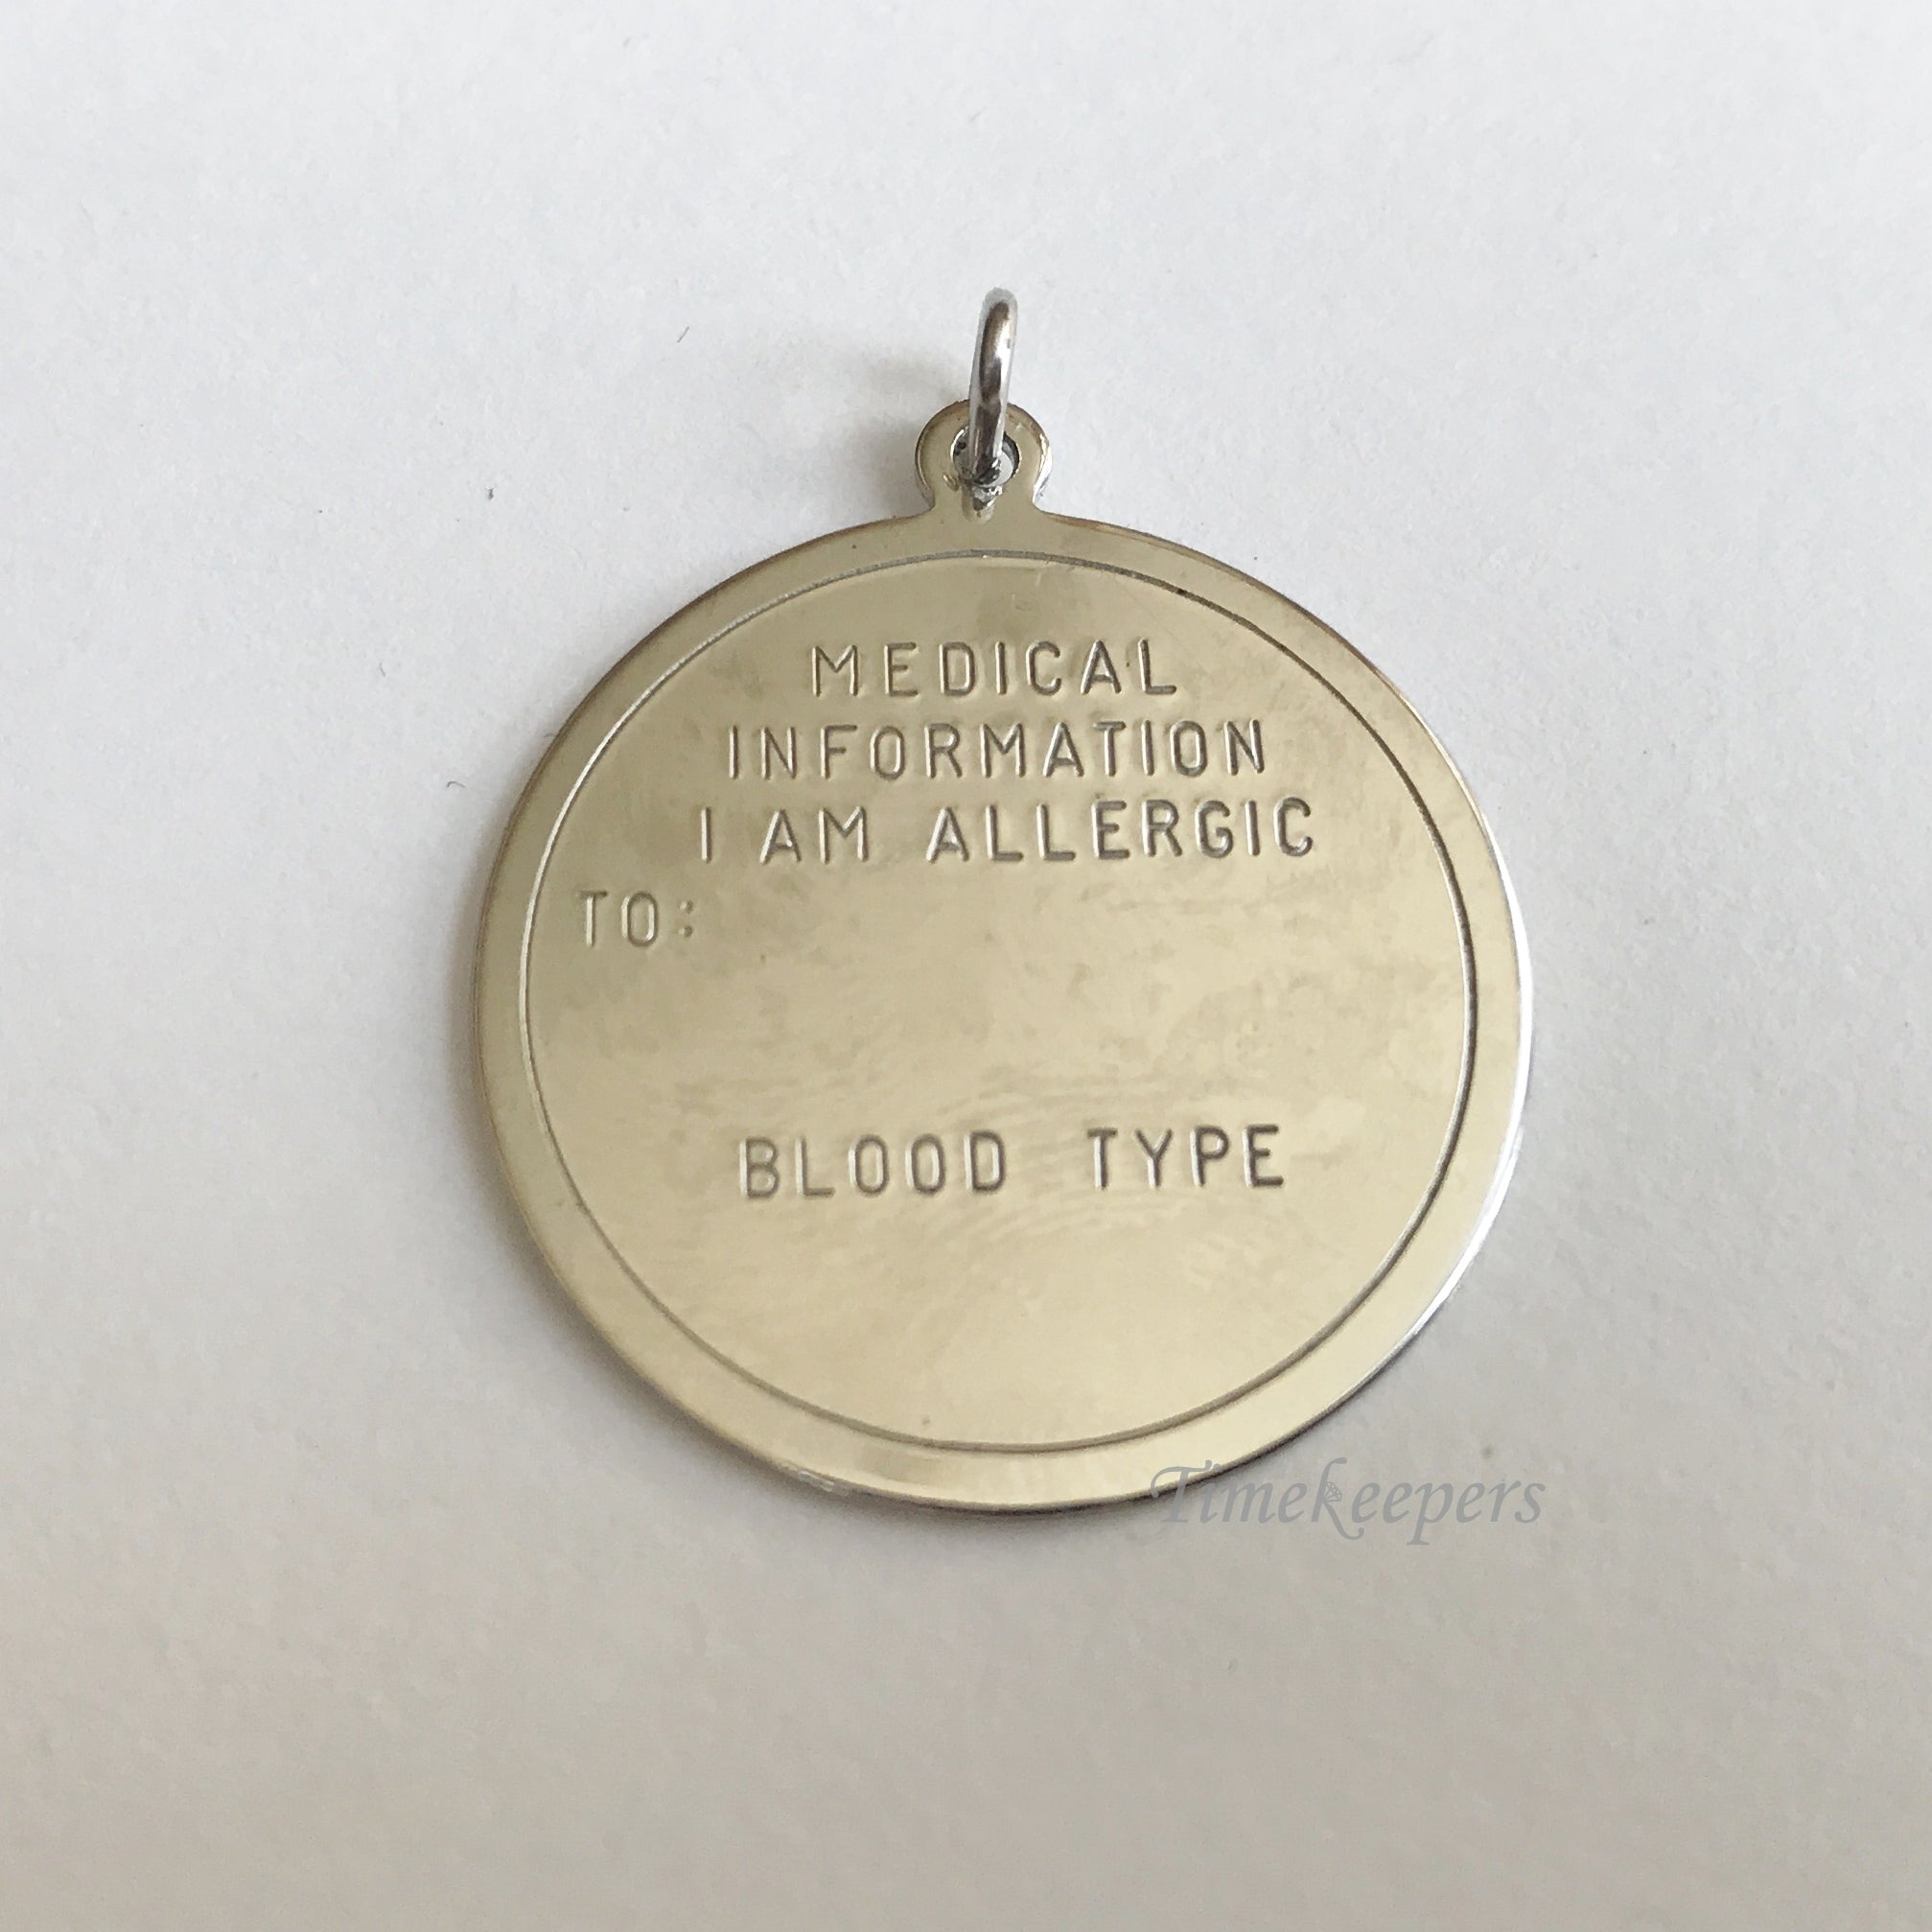 MEDICAL
INFORMATION
I AM ALLERGIC
TO:
BLOOD TYPE
Timekeepers